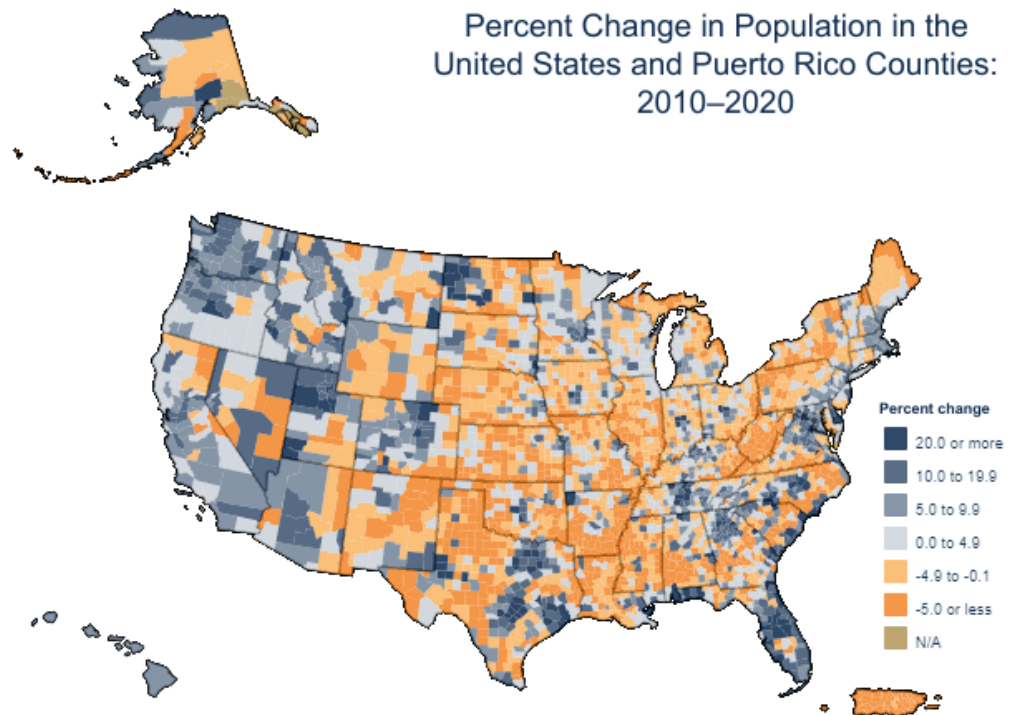 Percent Change in Population in the
United States and Puerto Rico Counties:
2010–2020
Percent change
20.0 or more
10.0 to 19.9
5.0 to 9.9
0.0 to 4.9
-4.9 to -0.1
-5.0 or less
N/A